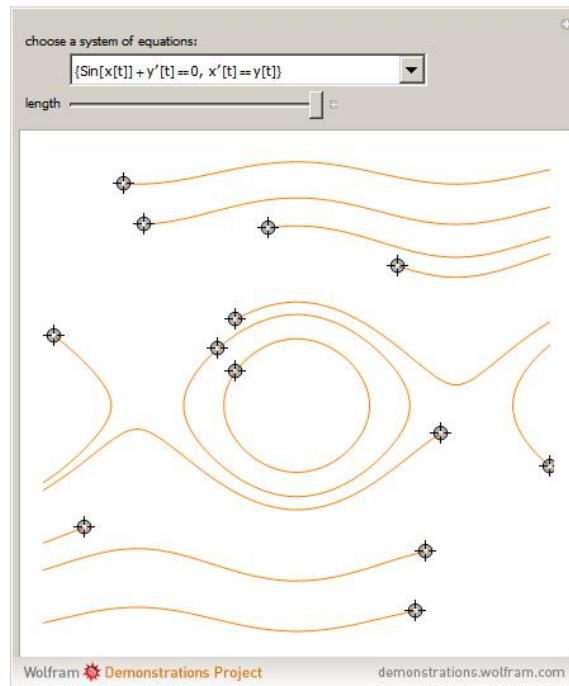 choose a system of equations:
{Sin[x[t]] + y′[t] == 0, x′[t] == y[t]}
length
Wolfram Demonstrations Project demonstrations.wolfram.com